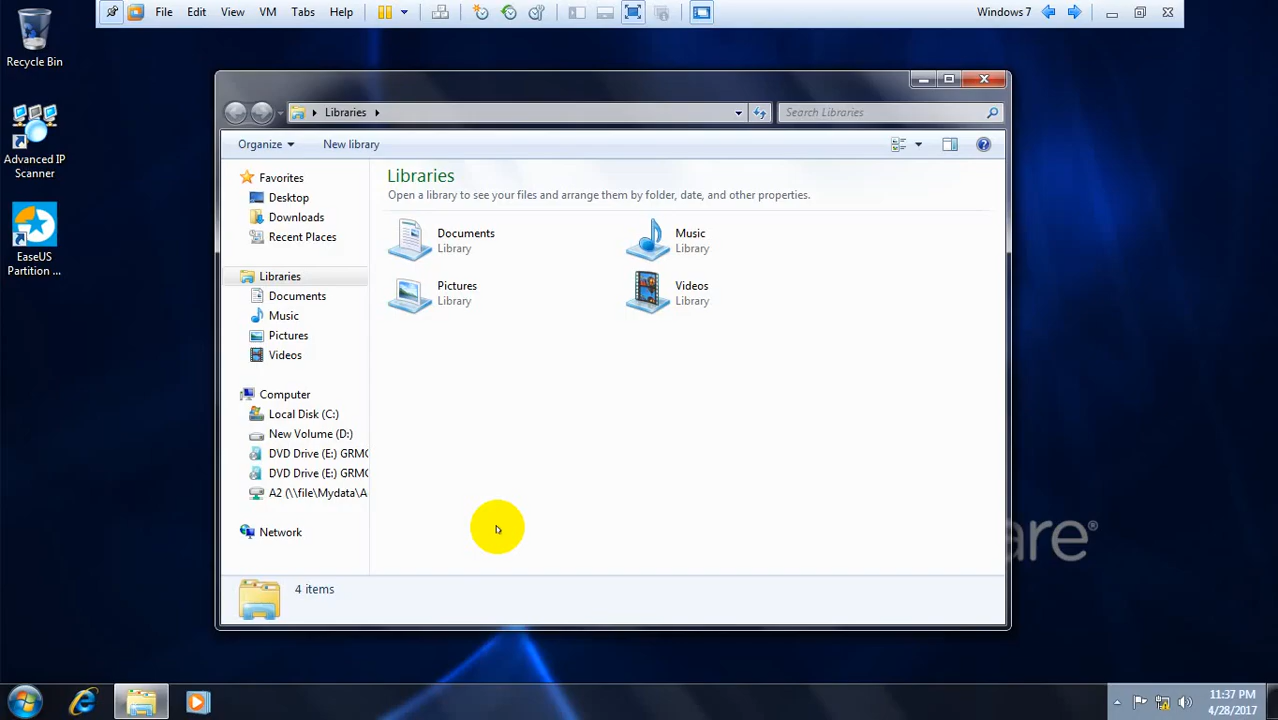 File Edit View VM Tabs Help
Windows 7
Recycle Bin
Advanced IP
Scanner
EaseUS
Partition ...
Libraries
Search Libraries
Organize
New library
Favorites
Desktop
Downloads
Recent Places
Libraries
Documents
Music
Pictures
Videos
Computer
Local Disk (C:)
New Volume (D:)
DVD Drive (E:) GRMC
DVD Drive (E:) GRMC
A2 (\\file\Mydata\A
Network
Libraries
Open a library to see your files and arrange them by folder, date, and other properties.
Documents
Library
Music
Library
Pictures
Library
Videos
Library
4 items
are®
11:37 PM
4/28/2017